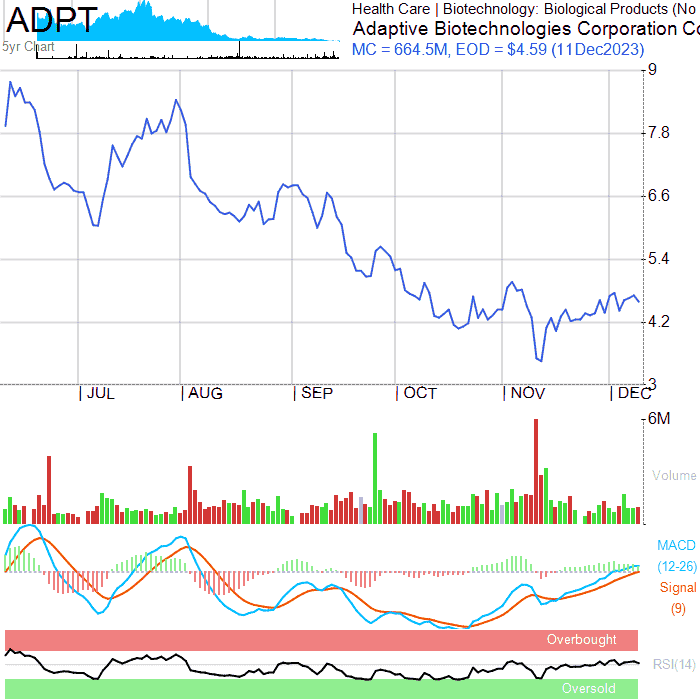 ADPT
5yr Chart
Health Care | Biotechnology: Biological Products (No
Adaptive Biotechnologies Corporation Co
MC = 664.5M, EOD = $4.59 (11Dec2023)
9
7.8
6.6
5.4
4.2
3
| JUL | AUG | SEP | OCT | NOV | DEC
6M
Volume
MACD
(12-26)
Signal
(9)
Overbought
RSI(14)
Oversold